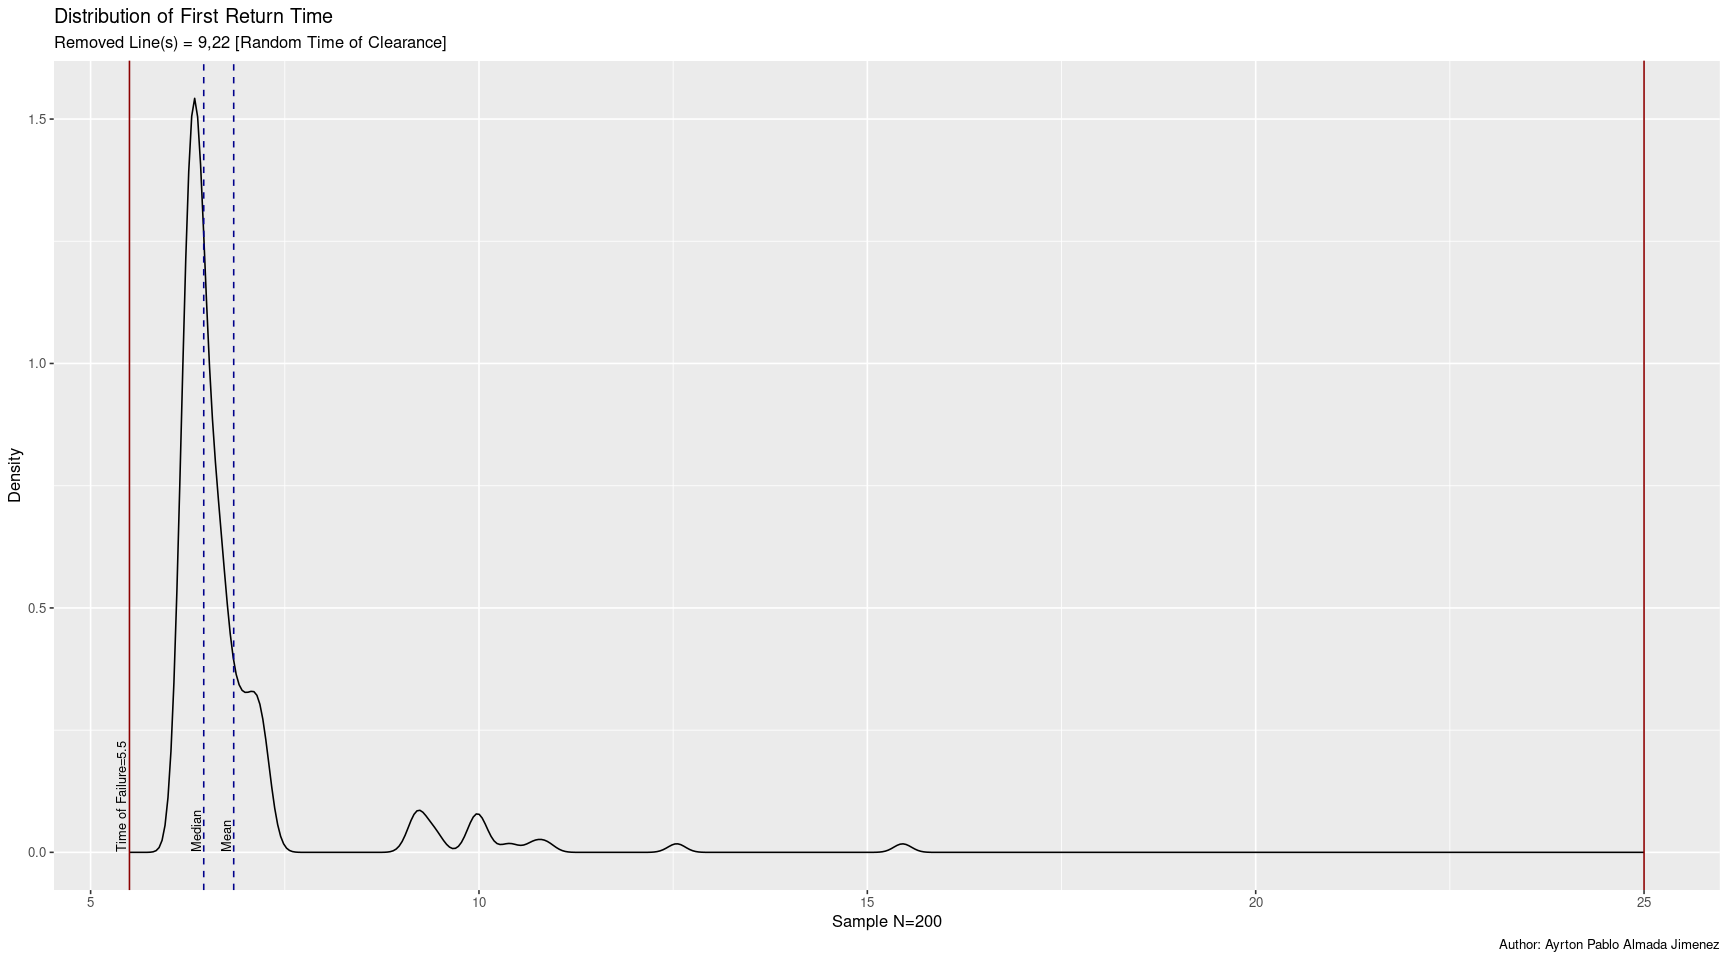 Distribution of First Return Time
Removed Line(s) = 9,22 [Random Time of Clearance]
Density
1.5
1.0
0.5
0.0
Time of Failure=5.5
Median
Mean
5
10
15
20
25
Sample N=200
Author: Ayrton Pablo Almada Jimenez